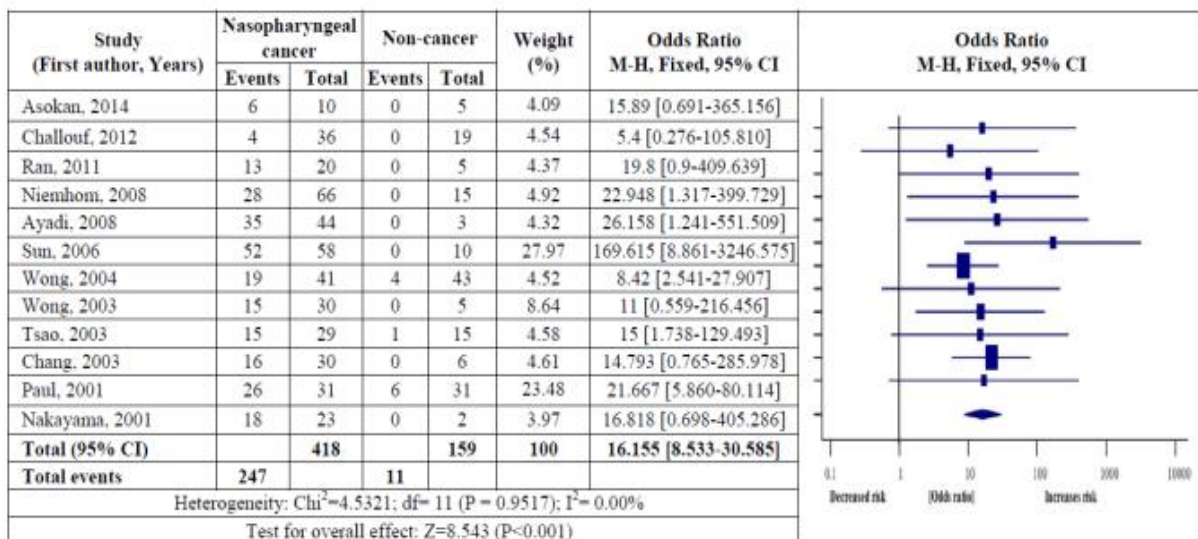 Study (First author, Years) Nasopharyngeal cancer Non-cancer Weight (%) Odds Ratio M-H, Fixed, 95% CI Odds Ratio M-H, Fixed, 95% CI
Events Total Events Total
Asokan, 2014 6 10 0 5 4.09 15.89 [0.691-365.156]
Challouf, 2012 4 36 0 19 4.54 5.4 [0.276-105.810]
Ran, 2011 13 20 0 5 4.37 19.8 [0.9-409.639]
Niemhom, 2008 28 66 0 15 4.92 22.948 [1.317-399.729]
Ayadi, 2008 35 44 0 3 4.32 26.158 [1.241-551.509]
Sun, 2006 52 58 0 10 27.97 169.615 [8.861-3246.575]
Wong, 2004 19 41 4 43 4.52 8.42 [2.541-27.907]
Wong, 2003 15 30 0 5 8.64 11 [0.559-216.456]
Tsao, 2003 15 29 1 15 4.58 15 [1.738-129.493]
Chang, 2003 16 30 0 6 4.61 14.793 [0.765-285.978]
Paul, 2001 26 31 6 31 23.48 21.667 [5.860-80.114]
Nakayama, 2001 18 23 0 2 3.97 16.818 [0.698-405.286]
Total (95% CI) 418 159 100 16.155 [8.533-30.585]
Total events 247 11
Heterogeneity: Chi²=4.5321; df= 11 (P = 0.9517); I²= 0.00%
Test for overall effect: Z=8.543 (P<0.001)
0.1 1 10 100 1000 10000
Decreased risk [Odds ratio] Increases risk